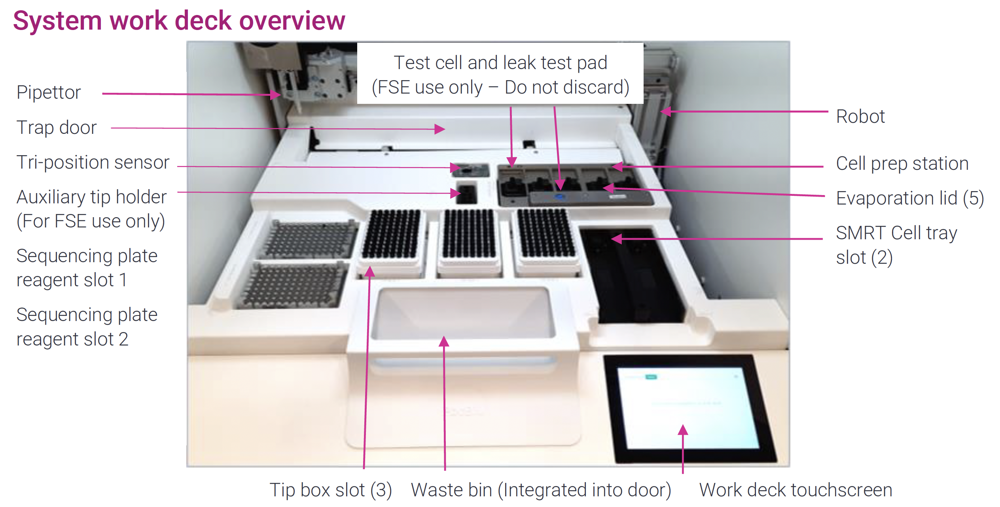 System work deck overview
Test cell and leak test pad
(FSE use only – Do not discard)
Pipettor
Trap door
Tri-position sensor
Auxiliary tip holder
(For FSE use only)
Sequencing plate
reagent slot 1
Sequencing plate
reagent slot 2
Robot
Cell prep station
Evaporation lid (5)
SMRT Cell tray
slot (2)
Tip box slot (3)
Waste bin (Integrated into door)
Work deck touchscreen